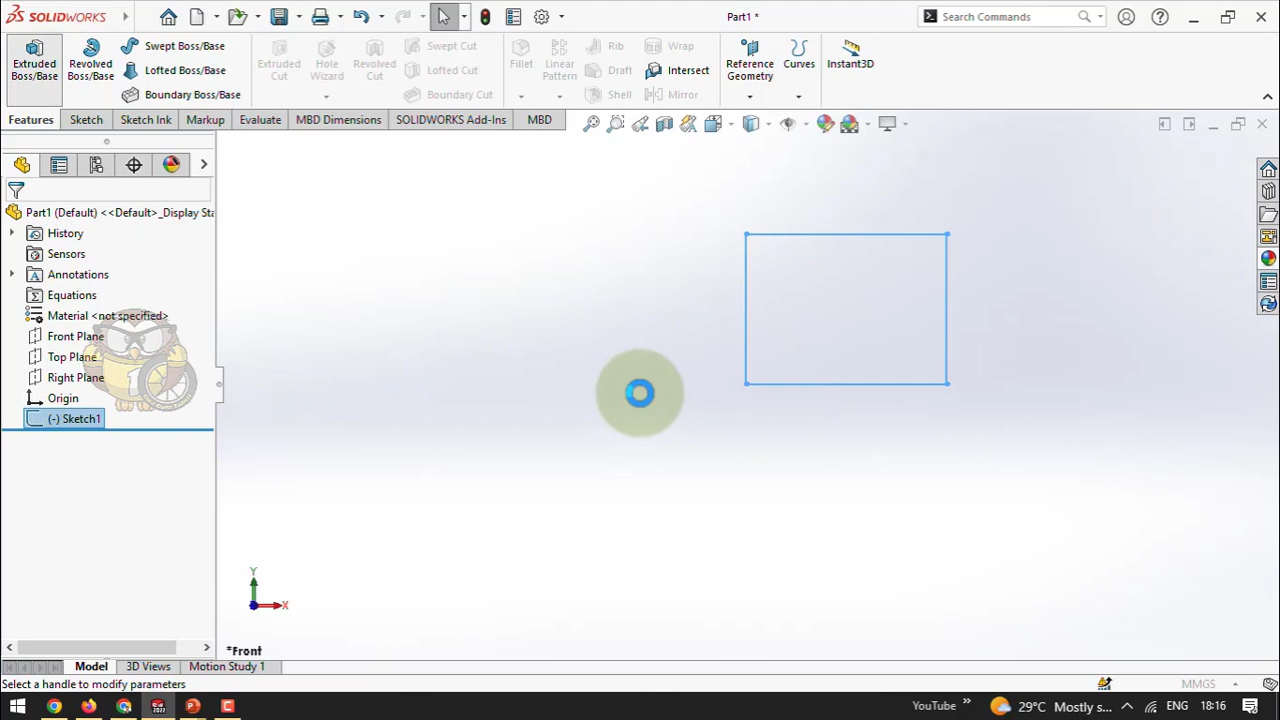 SOLIDWORKS
Part1 *
Search Commands
Extruded Boss/Base
Revolved Boss/Base
Swept Boss/Base
Lofted Boss/Base
Boundary Boss/Base
Extruded Cut
Hole Wizard
Revolved Cut
Swept Cut
Lofted Cut
Boundary Cut
Fillet
Linear Pattern
Rib
Draft
Shell
Wrap
Intersect
Mirror
Reference Geometry
Curves
Instant3D
Features
Sketch
Sketch Ink
Markup
Evaluate
MBD Dimensions
SOLIDWORKS Add-Ins
MBD
Part1 (Default) <<Default>_Display Sta
History
Sensors
Annotations
Equations
Material <not specified>
Front Plane
Top Plane
Right Plane
Origin
(-) Sketch1
Y
X
*Front
Model
3D Views
Motion Study 1
Select a handle to modify parameters
MMGS
YouTube
29°C Mostly s...
ENG
18:16